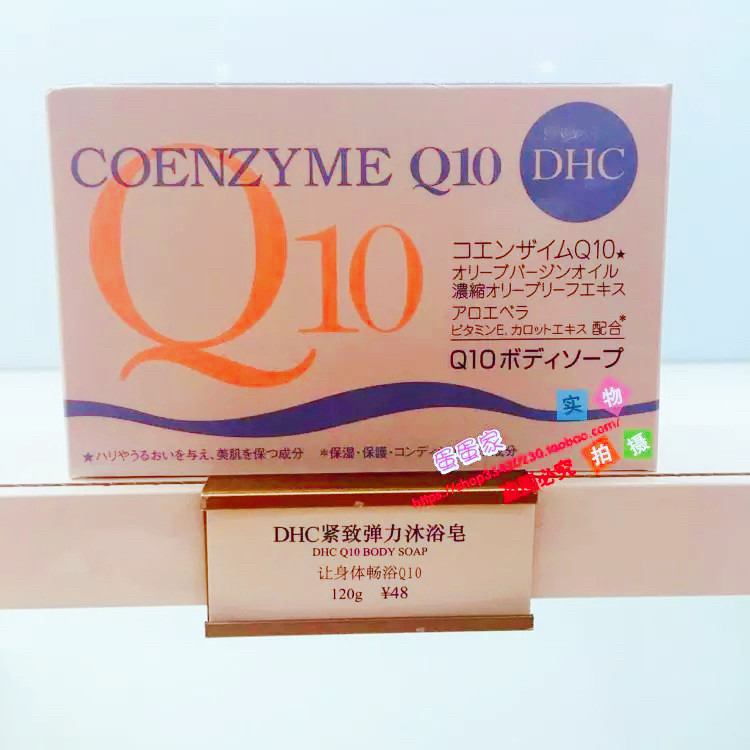 COENZYME Q10
DHC
Q10
コエンザイムQ10★
オリーブバージンオイル
濃縮オリーブリーフエキス
アロエベラ
ビタミンE、カロットエキス 配合*
Q10ボディソープ
★ハリやうるおいを与え、美肌を保つ成分 *保湿・保護・コンディ
成分
实物
拍摄
蛋蛋家
DHC紧致弹力沐浴皂
DHC Q10 BODY SOAP
让身体畅浴Q10
120g ¥48